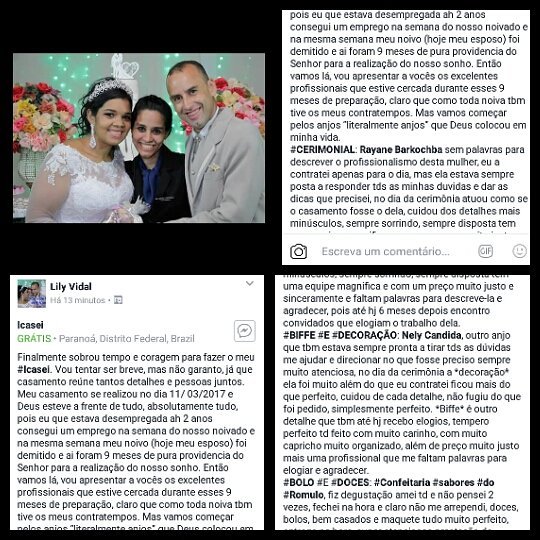 pois eu que estava desempregada ah 2 anos
consegui um emprego na semana do nosso noivado e
na mesma semana meu noivo (hoje meu esposo) foi
demitido e ai foram 9 meses de pura providencia do
Senhor para a realização do nosso sonho. Então
vamos lá, vou apresentar a vocês os excelentes
profissionais que estive cercada durante esses 9
meses de preparação, claro que como toda noiva tbm
tive os meus contratempos. Mas vamos começar
pelos anjos "literalmente anjos" que Deus colocou em
minha vida.
#CERIMONIAL: Rayane Barkochba sem palavras para
descrever o profissionalismo desta mulher, eu a
contratei apenas para o dia, mas ela estava sempre
posta a responder tds as minhas duvidas e dar as
dicas que precisei, no dia da cerimônia atuou como se
o casamento fosse o dela, cuidou dos detalhes mais
minúsculos, sempre sorrindo, sempre disposta tem
Escreva um comentário...
GIF
Lily Vidal
Há 13 minutos •
Icasei
GRÁTIS • Paranoá, Distrito Federal, Brazil
Finalmente sobrou tempo e coragem para fazer o meu
#Icasei. Vou tentar ser breve, mas não garanto, já que
casamento reúne tantos detalhes e pessoas juntos.
Meu casamento se realizou no dia 11/ 03/2017 e
Deus esteve a frente de tudo, absolutamente tudo,
pois eu que estava desempregada ah 2 anos
consegui um emprego na semana do nosso noivado e
na mesma semana meu noivo (hoje meu esposo) foi
demitido e ai foram 9 meses de pura providencia do
Senhor para a realização do nosso sonho. Então
vamos lá, vou apresentar a vocês os excelentes
profissionais que estive cercada durante esses 9
meses de preparação, claro que como toda noiva tbm
tive os meus contratempos. Mas vamos começar
pelos anjos "literalmente anjos" que Deus colocou em
minúsculos, sempre sorrindo, sempre disposta tem
uma equipe magnifica e com um preço muito justo e
sinceramente e faltam palavras para descreve-la e
agradecer, pois até hj 6 meses depois encontro
convidados que elogiam o trabalho dela.
#BIFFE #E #DECORAÇÃO: Nely Candida, outro anjo
que tbm estava sempre pronta a tirar tds as dúvidas
me ajudar e direcionar no que fosse preciso sempre
muito atenciosa, no dia da cerimônia a *decoração*
ela foi muito além do que eu contratei ficou mais do
que perfeito, cuidou de cada detalhe, não fugiu do que
foi pedido, simplesmente perfeito. *Biffe* é outro
detalhe que tbm até hj recebo elogios, tempero
perfeito td feito com muito carinho, com muito
capricho muito organizado, além de preço muito justo
mais uma profissional que me faltam palavras para
elogiar e agradecer.
#BOLO #E #DOCES: #Confeitaria #sabores #do
#Romulo, fiz degustação amei td e não pensei 2
vezes, fechei na hora e claro não me arrependi, doces,
bolos, bem casados e maquete tudo muito perfeito,